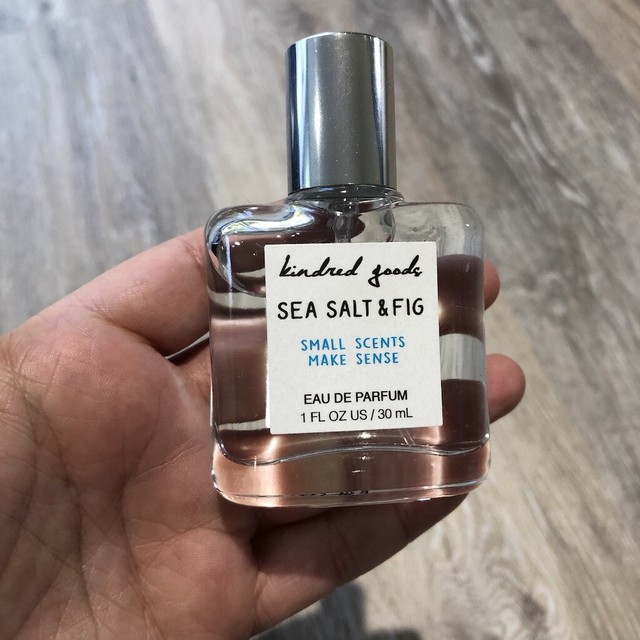 kindred goods
SEA SALT & FIG
SMALL SCENTS
MAKE SENSE
EAU DE PARFUM
1 FL OZ US / 30 mL